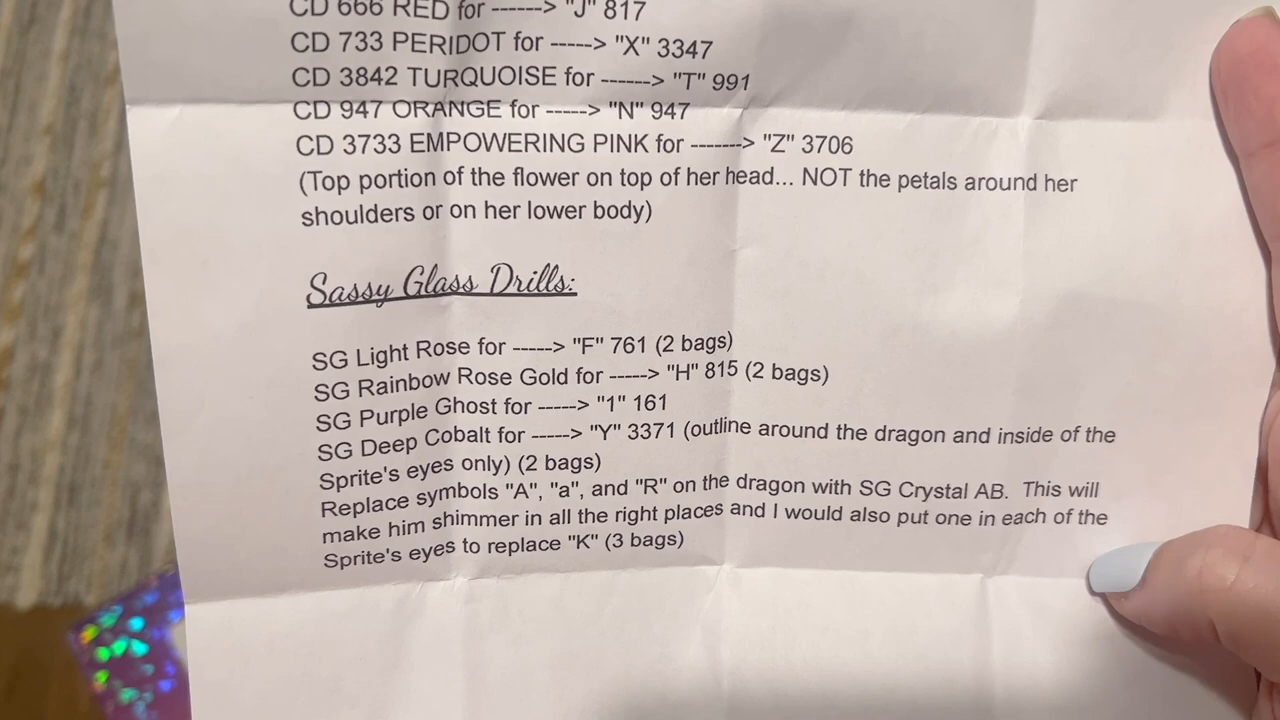 CD 666 RED for ------> "J" 817
CD 733 PERIDOT for -----> "X" 3347
CD 3842 TURQUOISE for ------> "T" 991
CD 947 ORANGE for -----> "N" 947
CD 3733 EMPOWERING PINK for -------> "Z" 3706
(Top portion of the flower on top of her head... NOT the petals around her
shoulders or on her lower body)
Sassy Glass Drills:
SG Light Rose for -----> "F" 761 (2 bags)
SG Rainbow Rose Gold for -----> "H" 815 (2 bags)
SG Purple Ghost for -----> "1" 161
SG Deep Cobalt for -----> "Y" 3371 (outline around the dragon and inside of the
Sprite's eyes only) (2 bags)
Replace symbols "A", "a", and "R" on the dragon with SG Crystal AB.  This will
make him shimmer in all the right places and I would also put one in each of the
Sprite's eyes to replace "K" (3 bags)